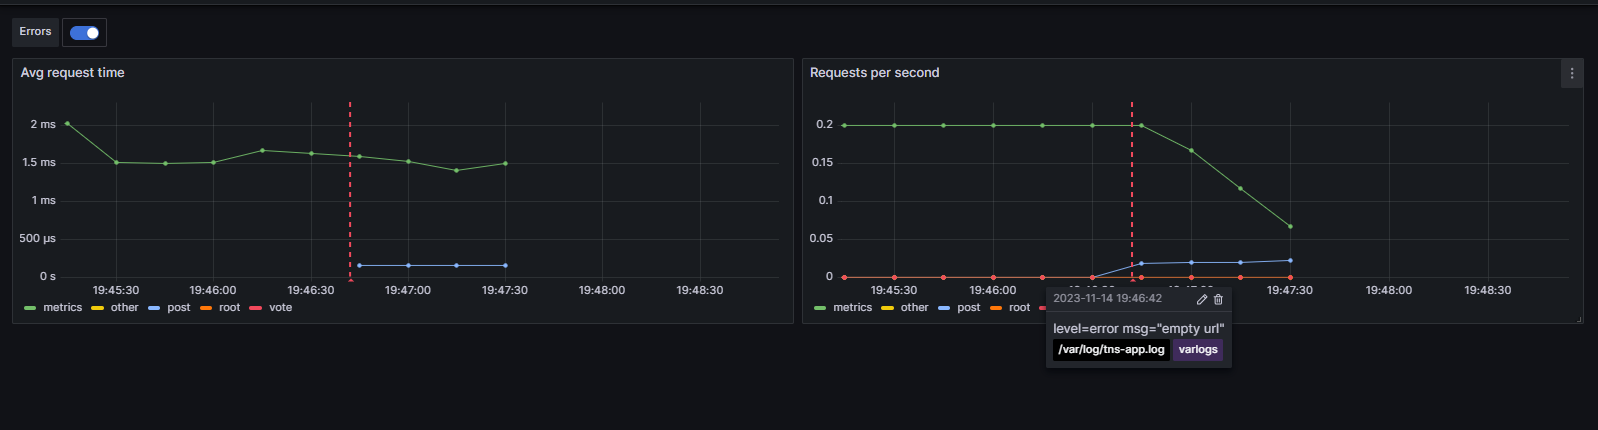 Errors
Avg request time
2 ms
1.5 ms
1 ms
500 µs
0 s
19:45:30 19:46:00 19:46:30 19:47:00 19:47:30 19:48:00 19:48:30
metrics other post root vote
Requests per second
0.2
0.15
0.1
0.05
0
19:45:30 19:46:00 19:47:30 19:48:00 19:48:30
metrics other post root
2023-11-14 19:46:42
level=error msg="empty url"
/var/log/tns-app.log varlogs